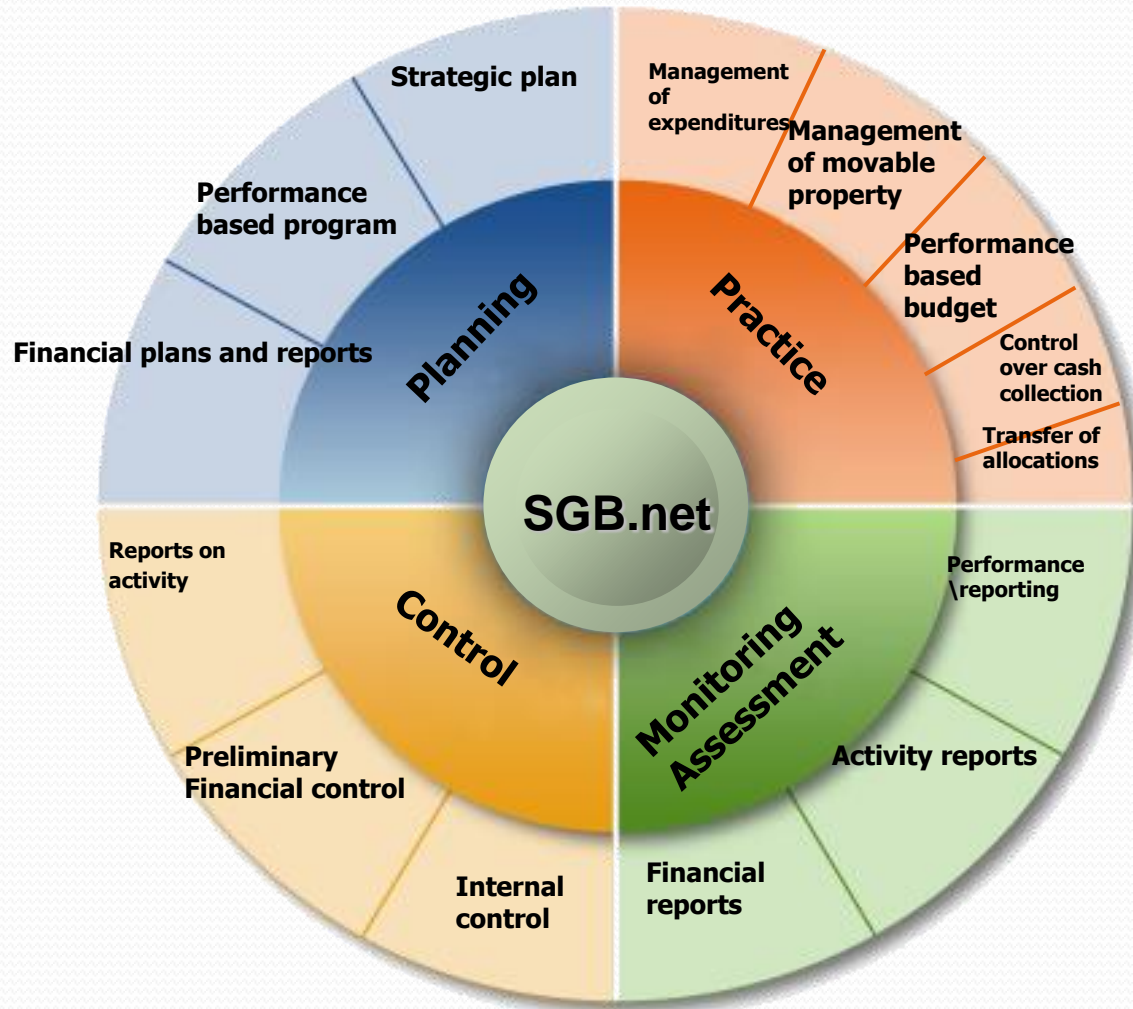 Strategic plan
Performance
based program
Financial plans and reports
Planning
Management
of
expenditures
Management
of movable
property
Performance
based
budget
Control
over cash
collection
Transfer of
allocations
Practice
SGB.net
Reports on
activity
Preliminary
Financial control
Internal
control
Control
Monitoring
Assessment
Performance
\reporting
Activity reports
Financial
reports